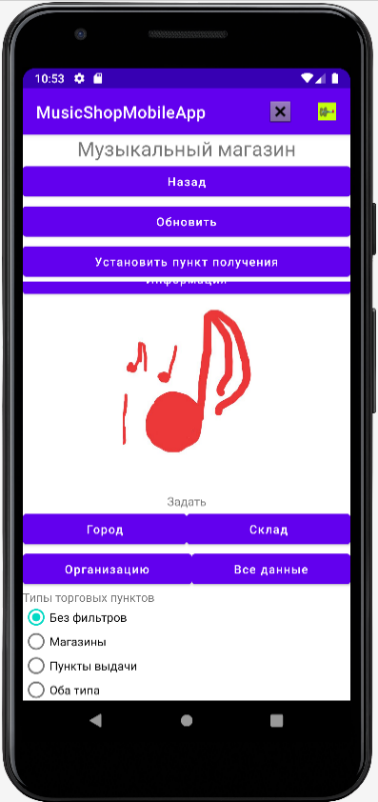 10:53
MusicShopMobileApp
Музыкальный магазин
Назад
Обновить
Установить пункт получения
Информация
Задать
Город Склад
Организацию Все данные
Типы торговых пунктов
Без фильтров
Магазины
Пункты выдачи
Оба типа